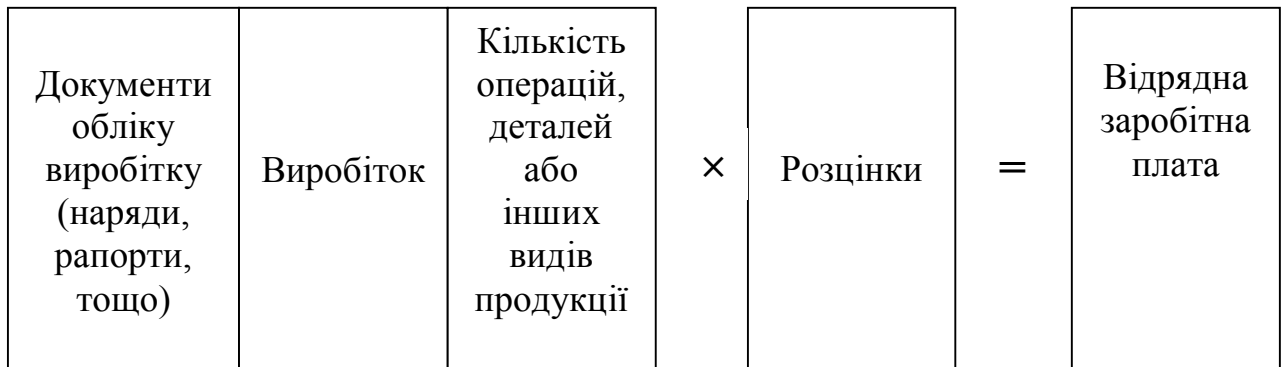 Документи
обліку
виробітку
(наряди,
рапорти,
тощо)
Виробіток
Кількість
операцій,
деталей
або
інших
видів
продукції
×
Розцінки
=
Відрядна
заробітна
плата